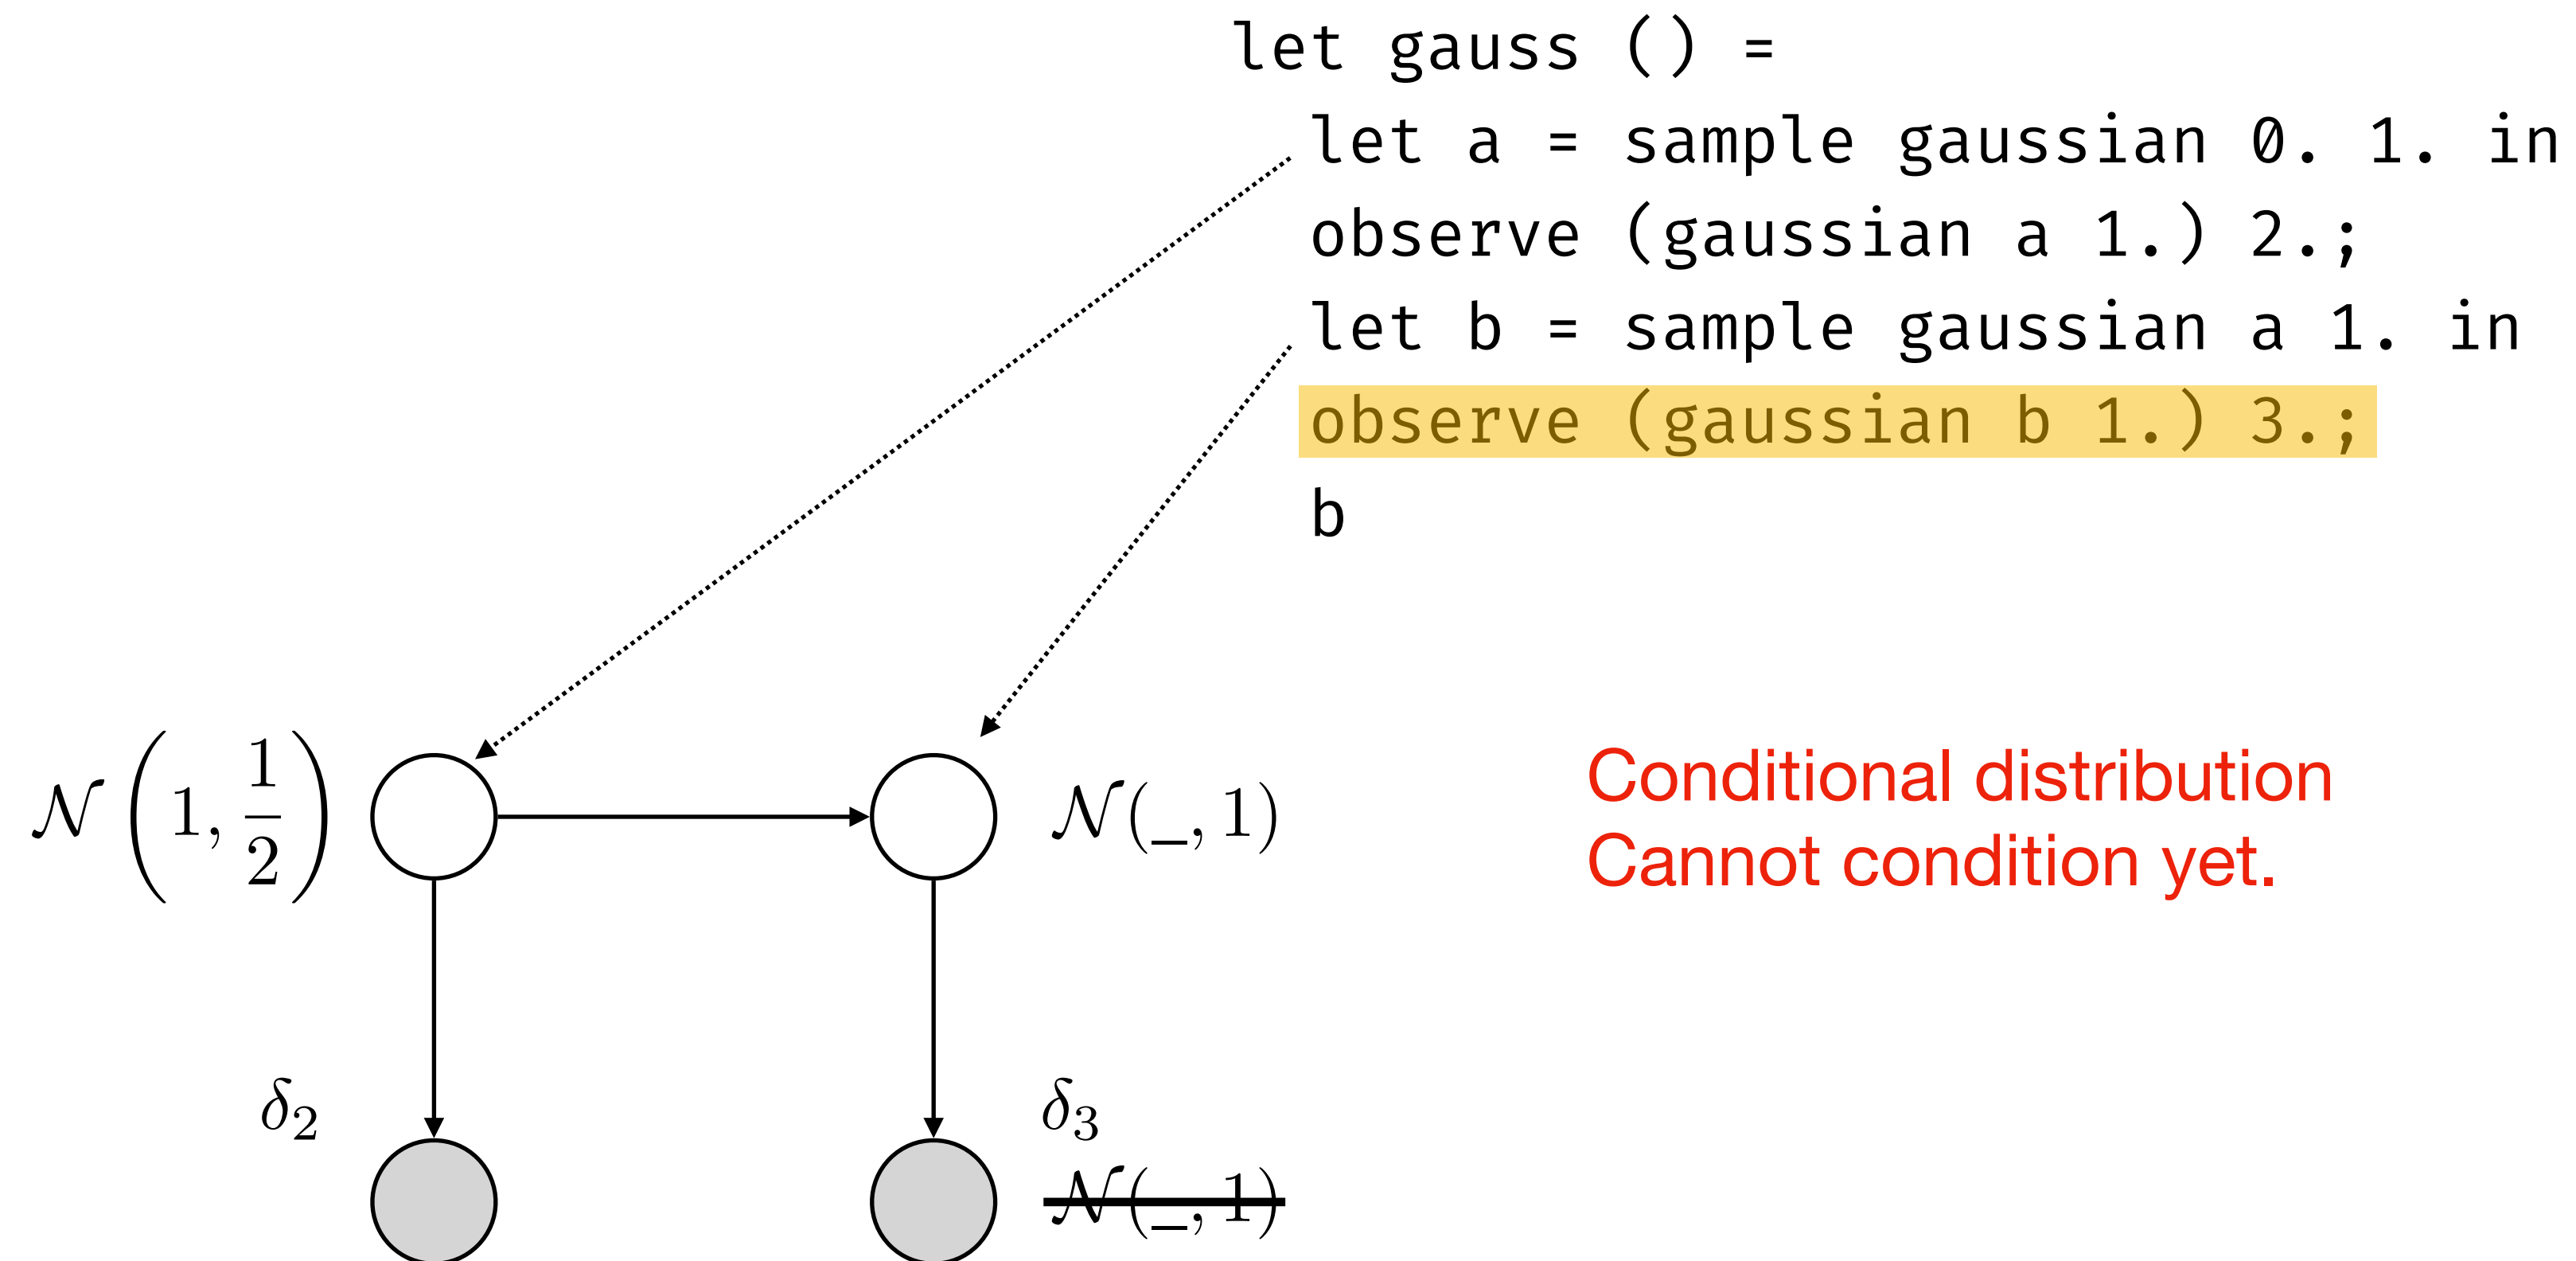 let gauss () =
let a = sample gaussian 0. 1. in
observe (gaussian a 1.) 2.;
let b = sample gaussian a 1. in
observe (gaussian b 1.) 3.;
b
𝒩(1, 1/2)
𝒩(_, 1)
Conditional distribution
Cannot condition yet.
δ₂
δ₃
𝒩(_, 1)